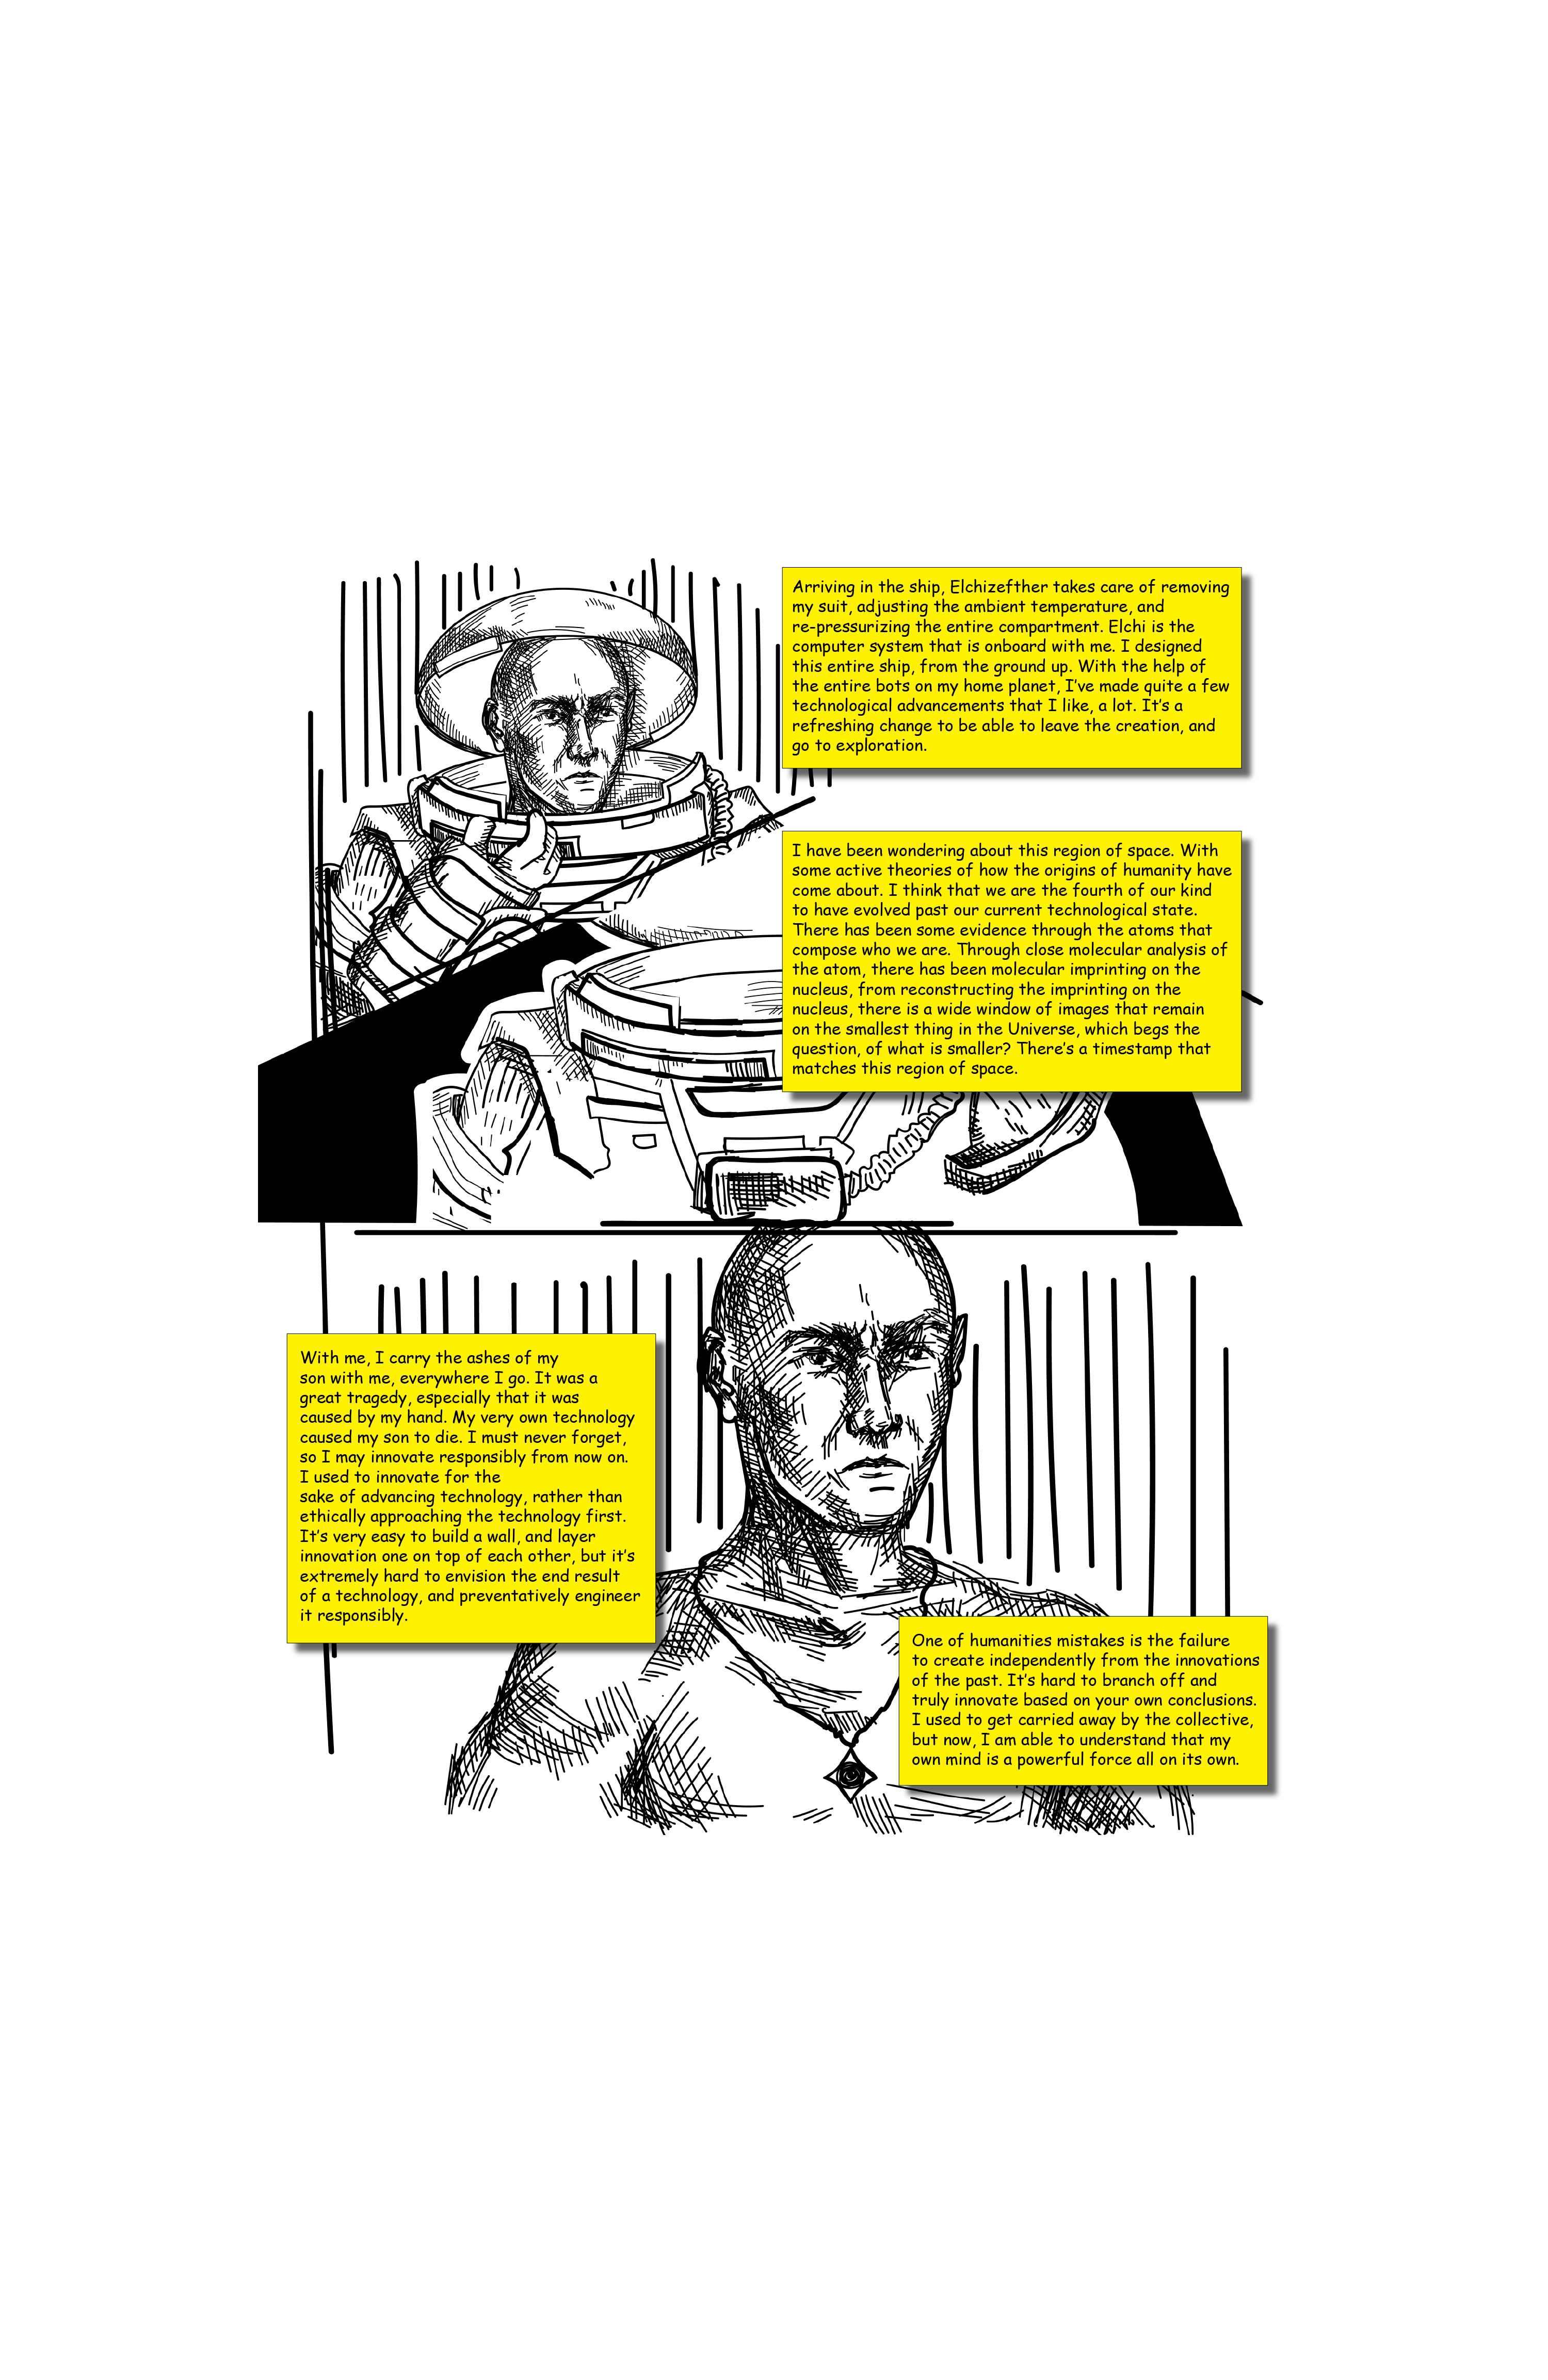 Arriving in the ship, Elchizefther takes care of removing
my suit, adjusting the ambient temperature, and
re-pressurizing the entire compartment. Elchi is the
computer system that is onboard with me. I designed
this entire ship, from the ground up. With the help of
the entire bots on my home planet, I've made quite a few
technological advancements that I like, a lot. It's a
refreshing change to be able to leave the creation, and
go to exploration.
I have been wondering about this region of space. With
some active theories of how the origins of humanity have
come about. I think that we are the fourth of our kind
to have evolved past our current technological state.
There has been some evidence through the atoms that
compose who we are. Through close molecular analysis of
the atom, there has been molecular imprinting on the
nucleus, from reconstructing the imprinting on the
nucleus, there is a wide window of images that remain
on the smallest thing in the Universe, which begs the
question, of what is smaller? There's a timestamp that
matches this region of space.
With me, I carry the ashes of my
son with me, everywhere I go. It was a
great tragedy, especially that it was
caused by my hand. My very own technology
caused my son to die. I must never forget,
so I may innovate responsibly from now on.
I used to innovate for the
sake of advancing technology, rather than
ethically approaching the technology first.
It's very easy to build a wall, and layer
innovation one on top of each other, but it's
extremely hard to envision the end result
of a technology, and preventatively engineer
it responsibly.
One of humanities mistakes is the failure
to create independently from the innovations
of the past. It's hard to branch off and
truly innovate based on your own conclusions.
I used to get carried away by the collective,
but now, I am able to understand that my
own mind is a powerful force all on its own.